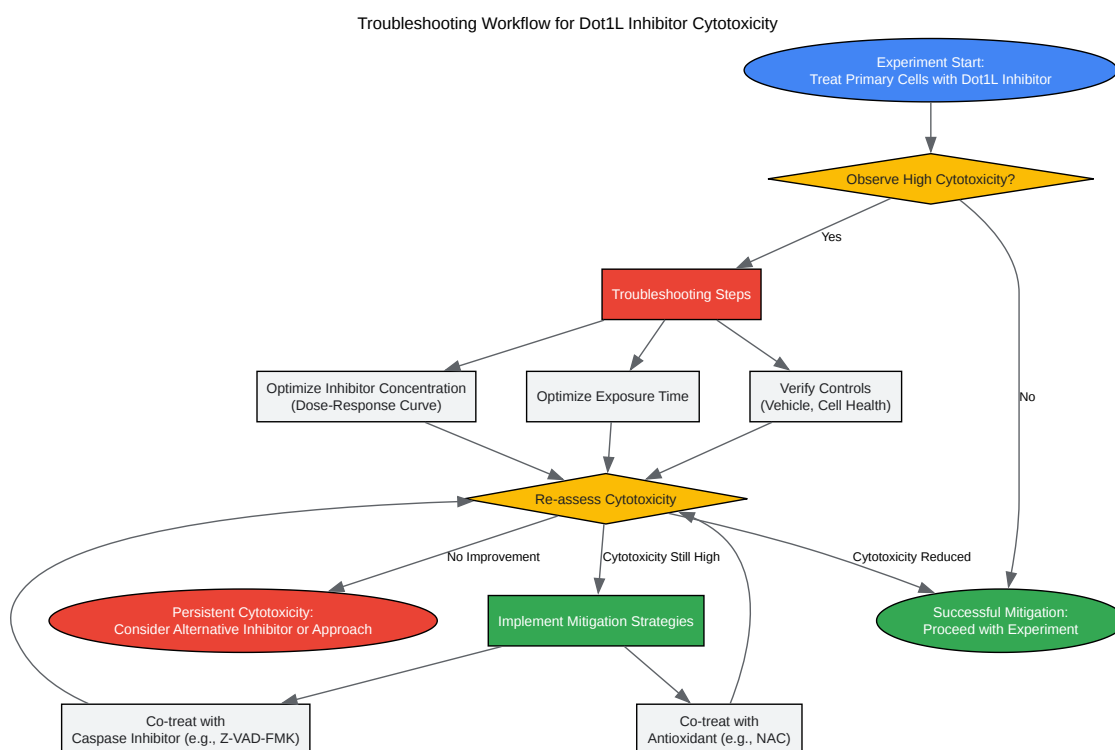 Troubleshooting Workflow for Dot1L Inhibitor Cytotoxicity
Experiment Start:
Treat Primary Cells with Dot1L Inhibitor
Observe High Cytotoxicity?
Yes
Troubleshooting Steps
Optimize Inhibitor Concentration
(Dose-Response Curve)
Optimize Exposure Time
Verify Controls
(Vehicle, Cell Health)
No
Re-assess Cytotoxicity
No Improvement
Cytotoxicity Still High
Cytotoxicity Reduced
Persistent Cytotoxicity:
Consider Alternative Inhibitor or Approach
Implement Mitigation Strategies
Successful Mitigation:
Proceed with Experiment
Co-treat with
Caspase Inhibitor (e.g., Z-VAD-FMK)
Co-treat with
Antioxidant (e.g., NAC)